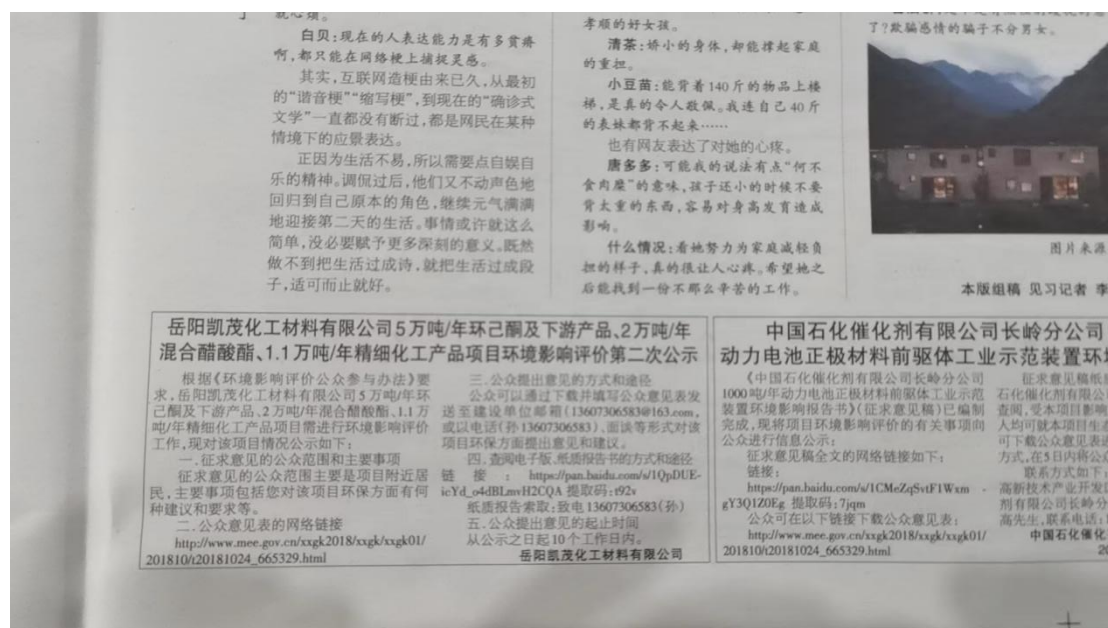 就心烦。
白贝：现在的人表达能力是有多贫瘠
啊，都只能在网络梗上捕捉灵感。
其实，互联网造梗由来已久，从最初
的“谐音梗”“缩写梗”，到现在的“确诊式
文学”一直都没有断过，都是网民在某种
情境下的应景表达。
正因为生活不易，所以需要点自娱自
乐的精神。调侃过后，他们又不动声色地
回归到自己原本的角色，继续元气满满
地迎接第二天的生活。事情或许就这么
简单，没必要赋予更多深刻的意义。既然
做不到把生活过成诗，就把生活过成段
子，适可而止就好。
孝顺的好女孩。
清茶：娇小的身体，却能撑起家庭
的重担。
小豆苗：能背着140斤的物品上楼
梯，是真的令人敬佩。我连自己40斤
的表妹都背不起来……
也有网友表达了对她的心疼。
唐多多：可能我的说法有点“何不
食肉糜”的意味，孩子还小的时候不要
背太重的东西，容易对身高发育造成
影响。
什么情况：看她努力为家庭减轻负
担的样子，真的很让人心疼。希望她之
后能找到一份不那么辛苦的工作。
了？欺骗感情的骗子不分男女。
图片来源
本版组稿 见习记者 李
岳阳凯茂化工材料有限公司5万吨/年环己酮及下游产品、2万吨/年
混合醋酸酯、1.1万吨/年精细化工产品项目环境影响评价第二次公示
根据《环境影响评价公众参与办法》要
求，岳阳凯茂化工材料有限公司5万吨/年环
己酮及下游产品、2万吨/年混合醋酸酯、1.1万
吨/年精细化工产品项目需进行环境影响评价
工作，现对该项目情况公示如下：
一.征求意见的公众范围和主要事项
征求意见的公众范围主要是项目附近居
民，主要事项包括您对该项目环保方面有何
种建议和要求等。
二.公众意见表的网络链接
http://www.mee.gov.cn/xxgk2018/xxgk/xxgk01/
201810/t20181024_665329.html
三.公众提出意见的方式和途径
公众可以通过下载并填写公众意见表发
送至建设单位邮箱（13607306583@163.com，
或以电话（孙13607306583）、面谈等形式对该
项目环保方面提出意见和建议。
四.查阅电子版、纸质报告书的方式和途径
链接：https://pan.baidu.com/s/1QpDUE-
icYd_o4dBLmvH2CQA 提取码：t92v
纸质报告索取：致电13607306583（孙）
五.公众提出意见的起止时间
从公示之日起10个工作日内。
岳阳凯茂化工材料有限公司
中国石化催化剂有限公司长岭分公司
动力电池正极材料前驱体工业示范装置环境
《中国石化催化剂有限公司长岭分公司
1000吨/年动力电池正极材料前驱体工业示范
装置环境影响报告书》（征求意见稿）已编制
完成，现将项目环境影响评价的有关事项向
公众进行信息公示：
征求意见稿全文的网络链接如下：
链接：
https://pan.baidu.com/s/1CMeZqSvtF1Wxm-
gY3Q1Z0Eg 提取码：7jqm
公众可在以下链接下载公众意见表：
http://www.mee.gov.cn/xxgk2018/xxgk/xxgk01/
201810/t20181024_665329.html
征求意见稿纸质
石化催化剂有限公
查阅，受本项目影响
人均可就本项目生态
可下载公众意见表
方式，在5日内将公众
联系方式如下：
高新技术产业开发区
剂有限公司长岭分
高先生，联系电话：
中国石化催化
20